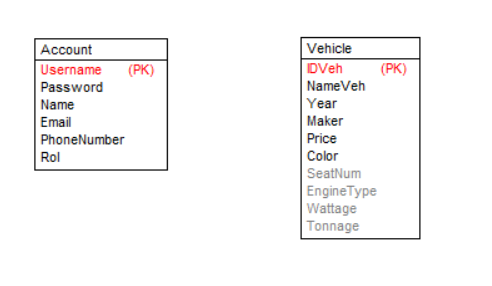 Account
Username (PK)
Password
Name
Email
PhoneNumber
Rol
Vehicle
IDVeh (PK)
NameVeh
Year
Maker
Price
Color
SeatNum
EngineType
Wattage
Tonnage